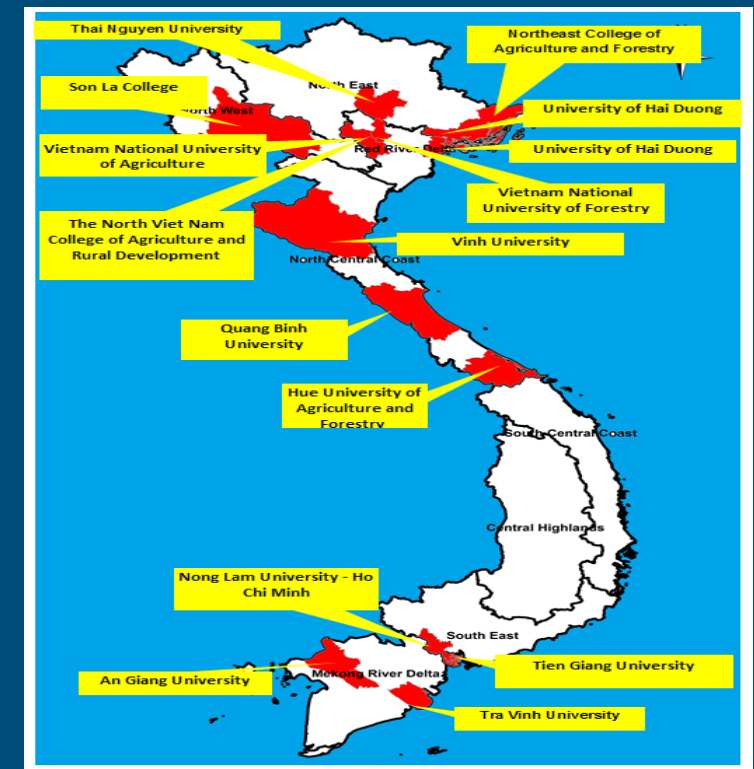 Thai Nguyen University
Northeast College of
Agriculture and Forestry
North East
Son La College
North West
University of Hai Duong
Vietnam National University
of Agriculture
Red River Delta
University of Hai Duong
Vietnam National
University of Forestry
The North Viet Nam
College of Agriculture and
Rural Development
Vinh University
North Central Coast
Quang Binh
University
Hue University of
Agriculture and
Forestry
South Central Coast
Central Highlands
Nong Lam University - Ho
Chi Minh
South East
Tien Giang University
An Giang University
Mekong River Delta
Tra Vinh University